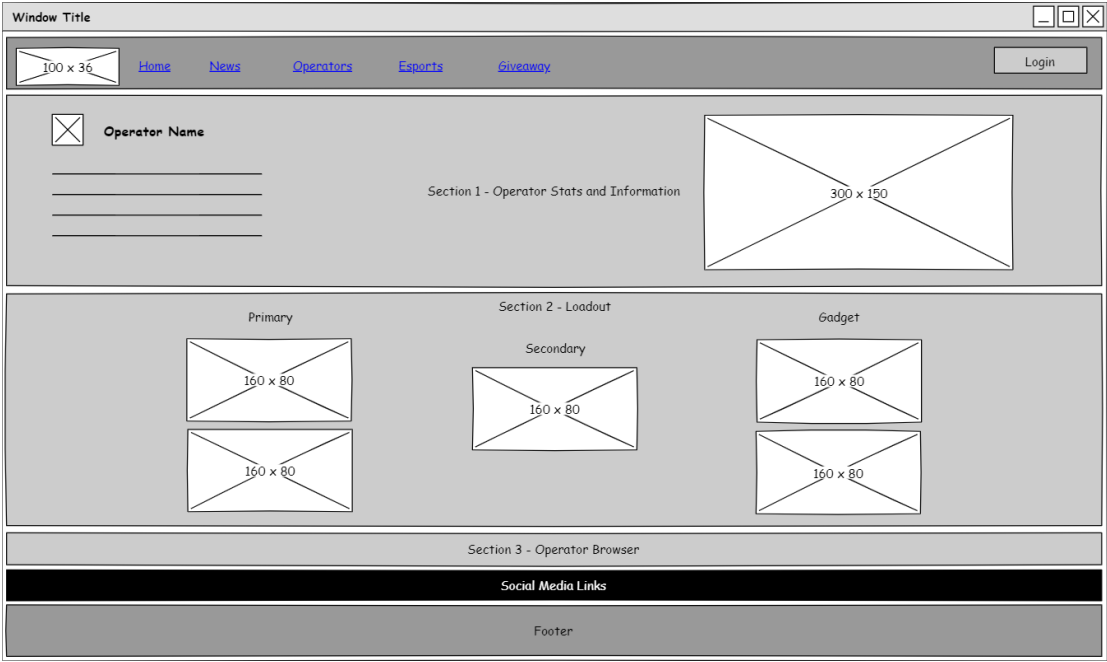 Window Title
100 x 36 Home News Operators Esports Giveaway Login
Operator Name
Section 1 - Operator Stats and Information
300 x 150
Section 2 - Loadout
Primary
Gadget
Secondary
160 x 80
160 x 80
160 x 80
160 x 80
160 x 80
Section 3 - Operator Browser
Social Media Links
Footer